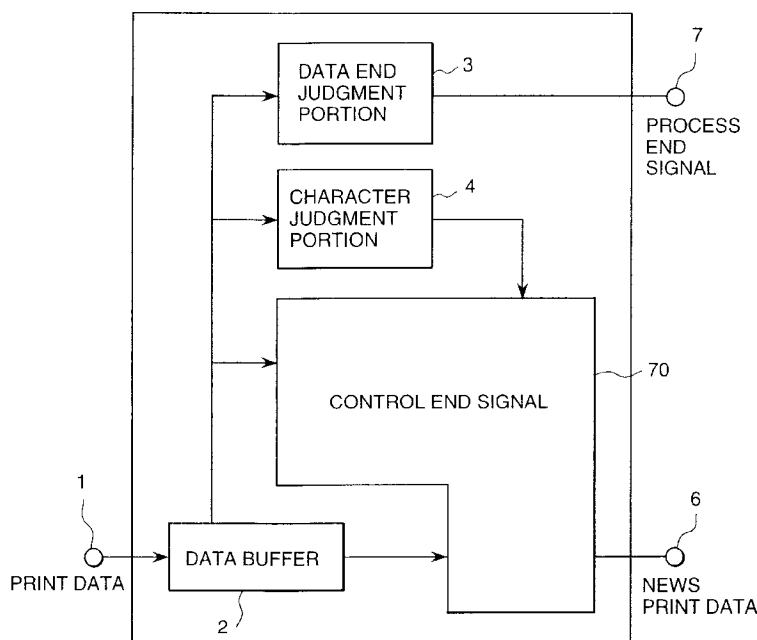 3
7
DATA END
JUDGMENT
PORTION
PROCESS
END
SIGNAL
4
CHARACTER
JUDGMENT
PORTION
70
CONTROL END SIGNAL
1
6
DATA BUFFER
PRINT DATA
NEWS
PRINT DATA
2